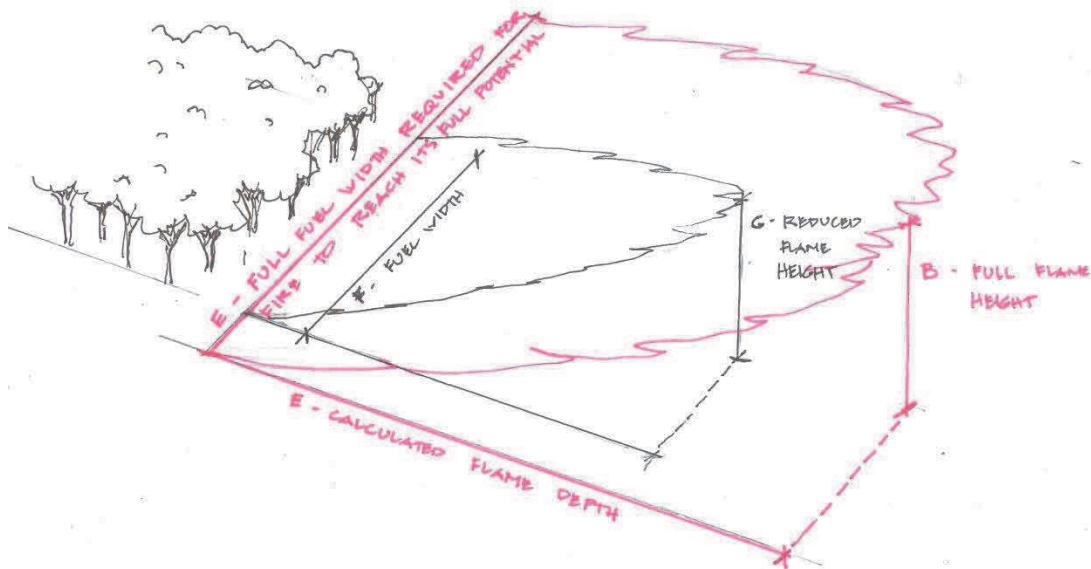 E - FULL FUEL WIDTH REQUIRED FOR
FIRE TO REACH ITS FULL POTENTIAL
FUEL WIDTH
G - REDUCED
FLAME
HEIGHT
B - FULL FLAME
HEIGHT
E - CALCULATED FLAME DEPTH